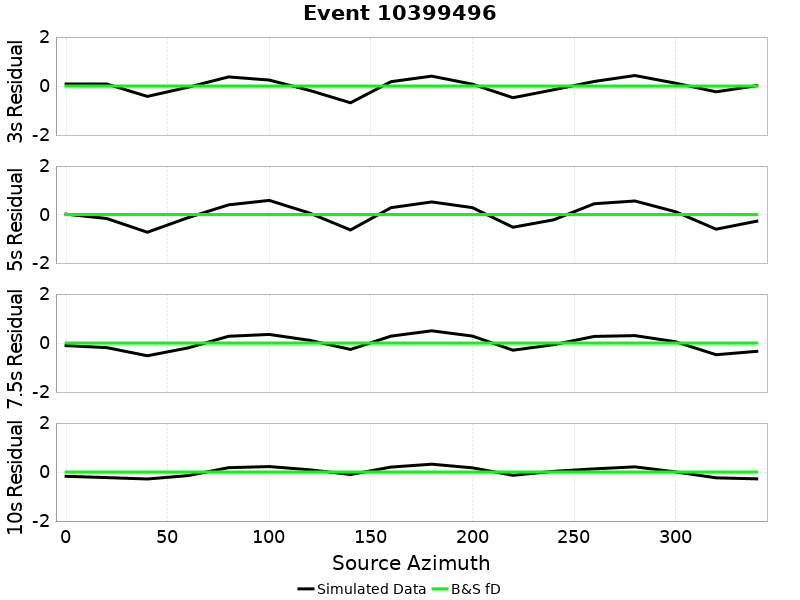 Event 10399496
3s Residual
2
0
-2
5s Residual
2
0
-2
7.5s Residual
2
0
-2
10s Residual
2
0
-2
0 50 100 150 200 250 300
Source Azimuth
Simulated Data B&S fD